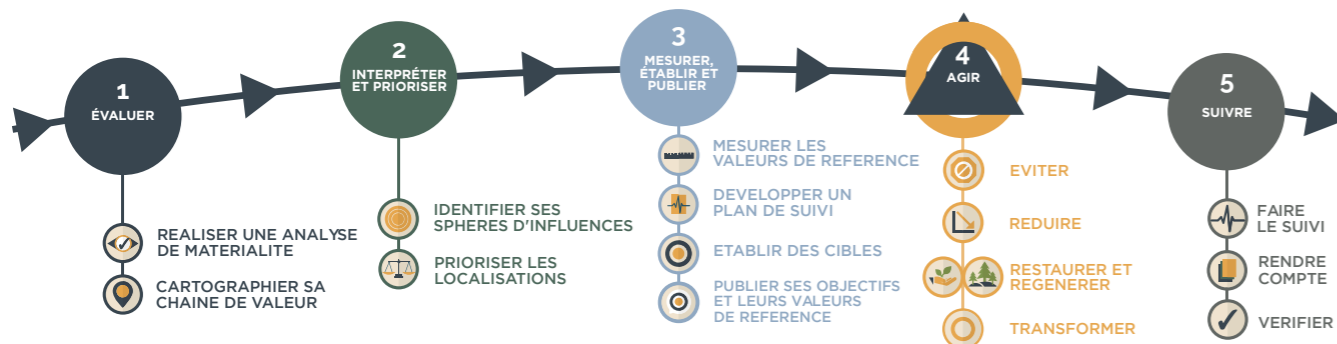 1
ÉVALUER
REALISER UNE ANALYSE
DE MATERIALITE
CARTOGRAPHIER SA
CHAINE DE VALEUR
2
INTERPRÉTER
ET PRIORISER
IDENTIFIER SES
SPHERES D'INFLUENCES
PRIORISER LES
LOCALISATIONS
3
MESURER,
ÉTABLIR ET
PUBLIER
MESURER LES
VALEURS DE REFERENCE
DEVELOPPER UN
PLAN DE SUIVI
ETABLIR DES CIBLES
PUBLIER SES OBJECTIFS
ET LEURS VALEURS
DE REFERENCE
4
AGIR
EVITER
REDUIRE
RESTAURER ET
REGENERER
TRANSFORMER
5
SUIVRE
FAIRE
LE SUIVI
RENDRE
COMPTE
VERIFIER